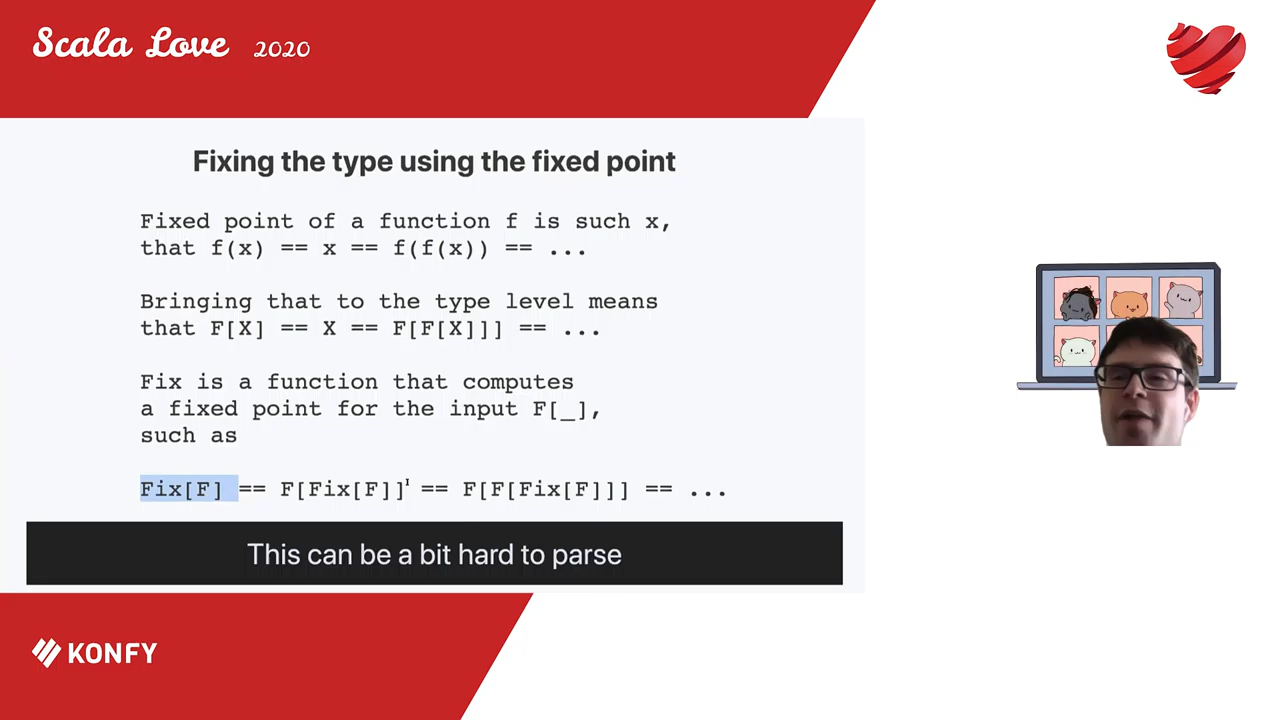 Scala Love 2020
Fixing the type using the fixed point
Fixed point of a function f is such x,
that f(x) == x == f(f(x)) == ...
Bringing that to the type level means
that F[X] == X == F[F[X]]] == ...
Fix is a function that computes
a fixed point for the input F[_],
such as
Fix[F] == F[Fix[F]] == F[F[Fix[F]]] == ...
This can be a bit hard to parse
KONFY